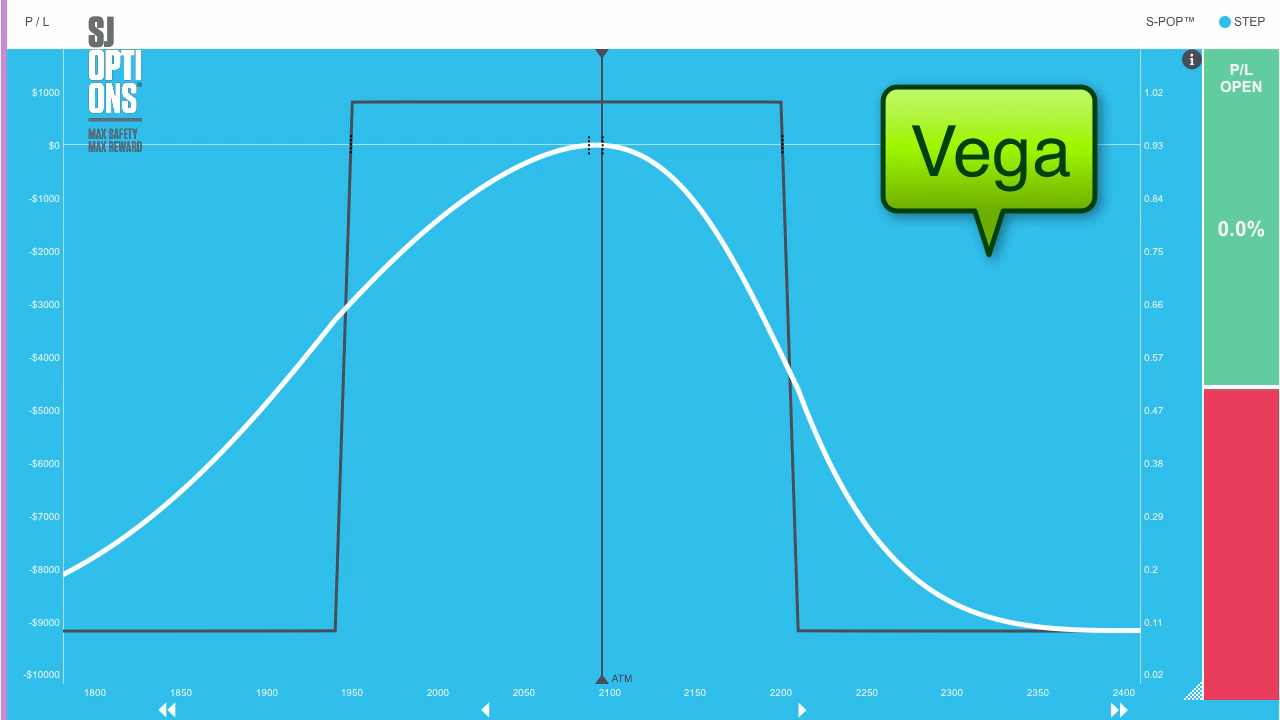 P / L
S-POP™
STEP
SJ
OPTI
ONS
MAX SAFETY
MAX REWARD
i
P/L
OPEN
0.0%
Vega
$1000
$0
-$1000
-$2000
-$3000
-$4000
-$5000
-$6000
-$7000
-$8000
-$9000
-$10000
1.02
0.93
0.84
0.75
0.66
0.57
0.47
0.38
0.29
0.2
0.11
0.02
ATM
1800 1850 1900 1950 2000 2050 2100 2150 2200 2250 2300 2350 2400